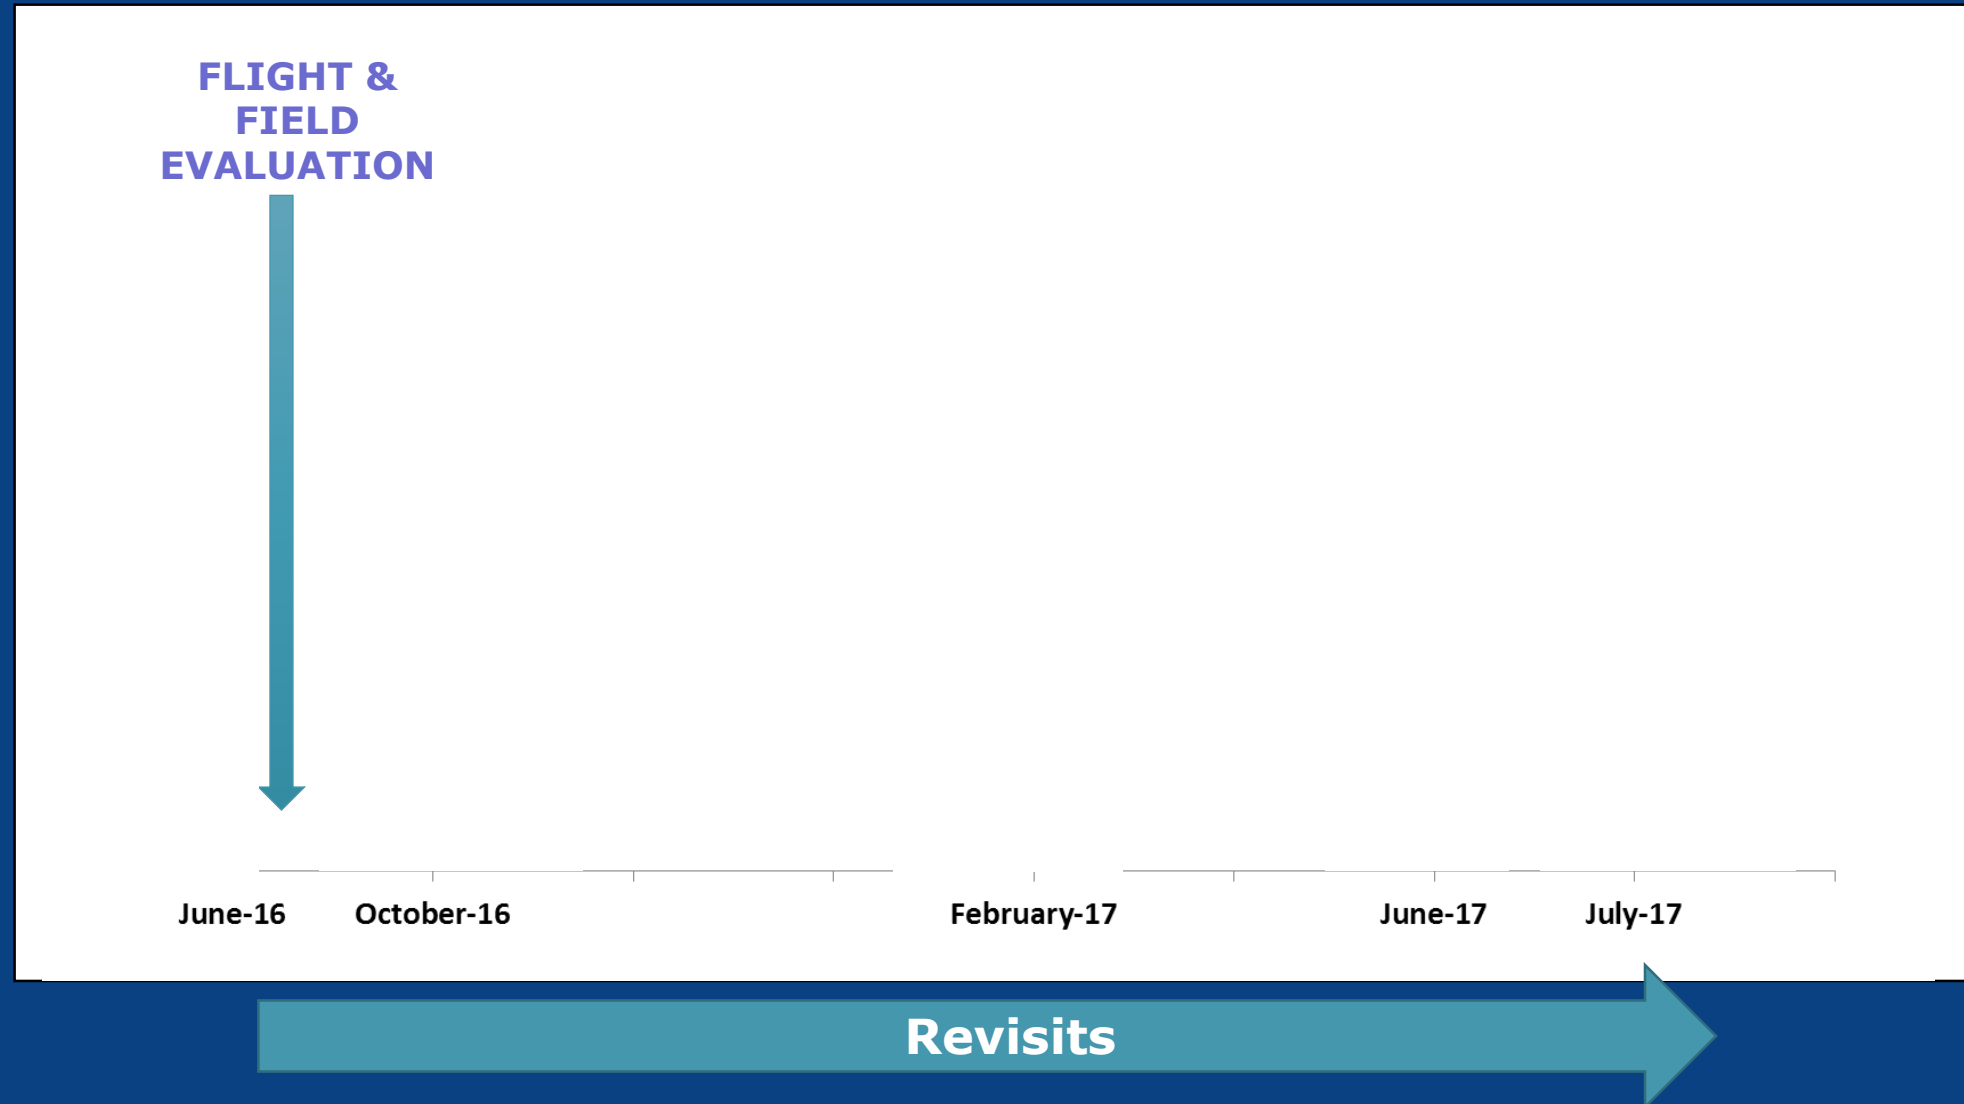 FLIGHT &
FIELD
EVALUATION
June-16
October-16
February-17
June-17
July-17
Revisits